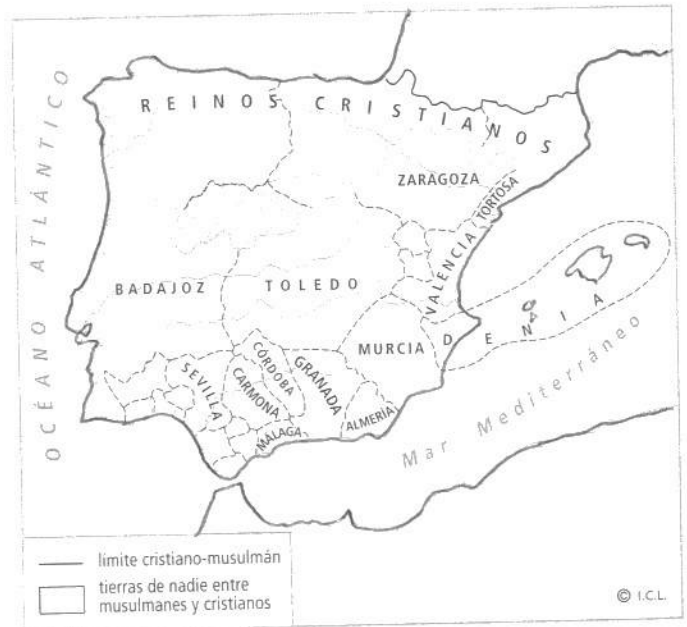 OCÉANO ATLÁNTICO
REINOS CRISTIANOS
ZARAGOZA
TORTOSA
VALENCIA
BADAJOZ
TOLEDO
MURCIA
DENIA
SEVILLA
CARMONA
CÓRDOBA
GRANADA
MÁLAGA
ALMERÍA
Mar Mediterráneo
límite cristiano-musulmán
tierras de nadie entre
musulmanes y cristianos
© I.C.L.